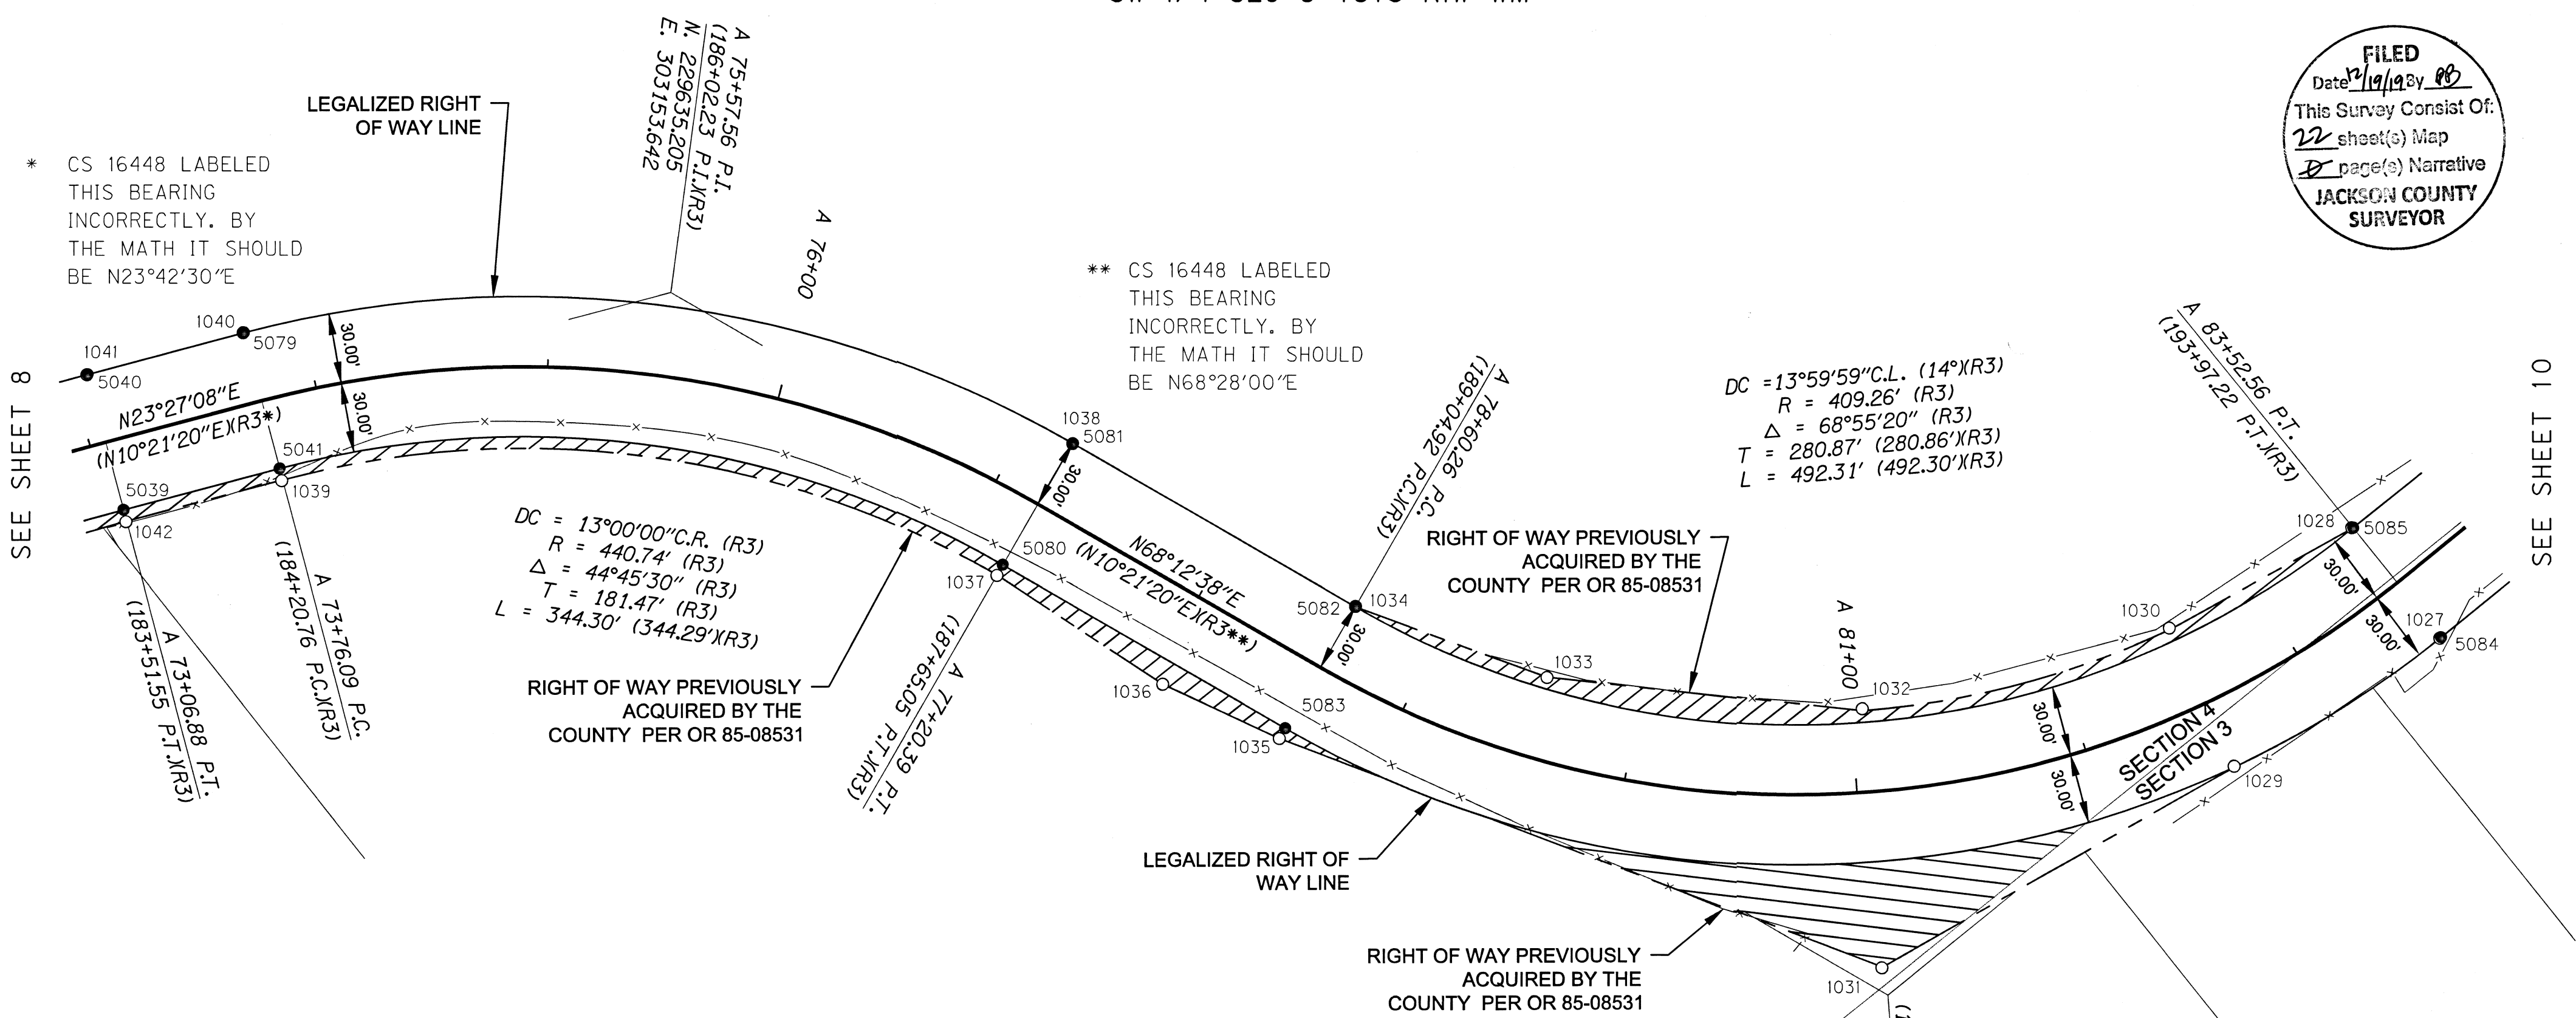 FILED
Date 12/19/19 By
This Survey Consist Of:
22 sheet(s) Map
page(s) Narrative
JACKSON COUNTY
SURVEYOR
A 75+57.56 P.I.
(186+02.23 P.I.)(R3)
N. 229635.205
E. 303153.642
LEGALIZED RIGHT
OF WAY LINE
* CS 16448 LABELED
THIS BEARING
INCORRECTLY. BY
THE MATH IT SHOULD
BE N23°42'30"E
A 76+00
** CS 16448 LABELED
THIS BEARING
INCORRECTLY. BY
THE MATH IT SHOULD
BE N68°28'00"E
SEE SHEET 8
1041
5040
1040
5079
30.00'
30.00'
N23°27'08"E
(N10°21'20"E)(R3*)
5041
1039
5039
1042
A 73+06.88 P.T.
(183+51.55 P.T.)(R3)
A 73+76.09 P.C.
(184+20.76 P.C.)(R3)
DC = 13°00'00"C.R. (R3)
R = 440.74' (R3)
Δ = 44°45'30" (R3)
T = 181.47' (R3)
L = 344.30' (344.29')(R3)
RIGHT OF WAY PREVIOUSLY
ACQUIRED BY THE
COUNTY PER OR 85-08531
1038
5081
30.00'
5080
1037
A 77+20.39 P.T.
(187+65.05 P.T.)(R3)
N68°12'38"E
(N10°21'20"E)(R3**)
1036
5083
1035
A 78+60.26 P.C.
(189+04.92 P.C.)(R3)
5082
1034
30.00'
DC =13°59'59"C.L. (14°)(R3)
R = 409.26' (R3)
Δ = 68°55'20" (R3)
T = 280.87' (280.86')(R3)
L = 492.31' (492.30')(R3)
RIGHT OF WAY PREVIOUSLY
ACQUIRED BY THE
COUNTY PER OR 85-08531
1033
A 81+00
1032
1030
A 83+52.56 P.T.
(193+97.22 P.T.)(R3)
1028
5085
30.00'
30.00'
1027
5084
SEE SHEET 10
30.00'
30.00'
SECTION 4
SECTION 3
1029
LEGALIZED RIGHT OF
WAY LINE
RIGHT OF WAY PREVIOUSLY
ACQUIRED BY THE
COUNTY PER OR 85-08531
1031